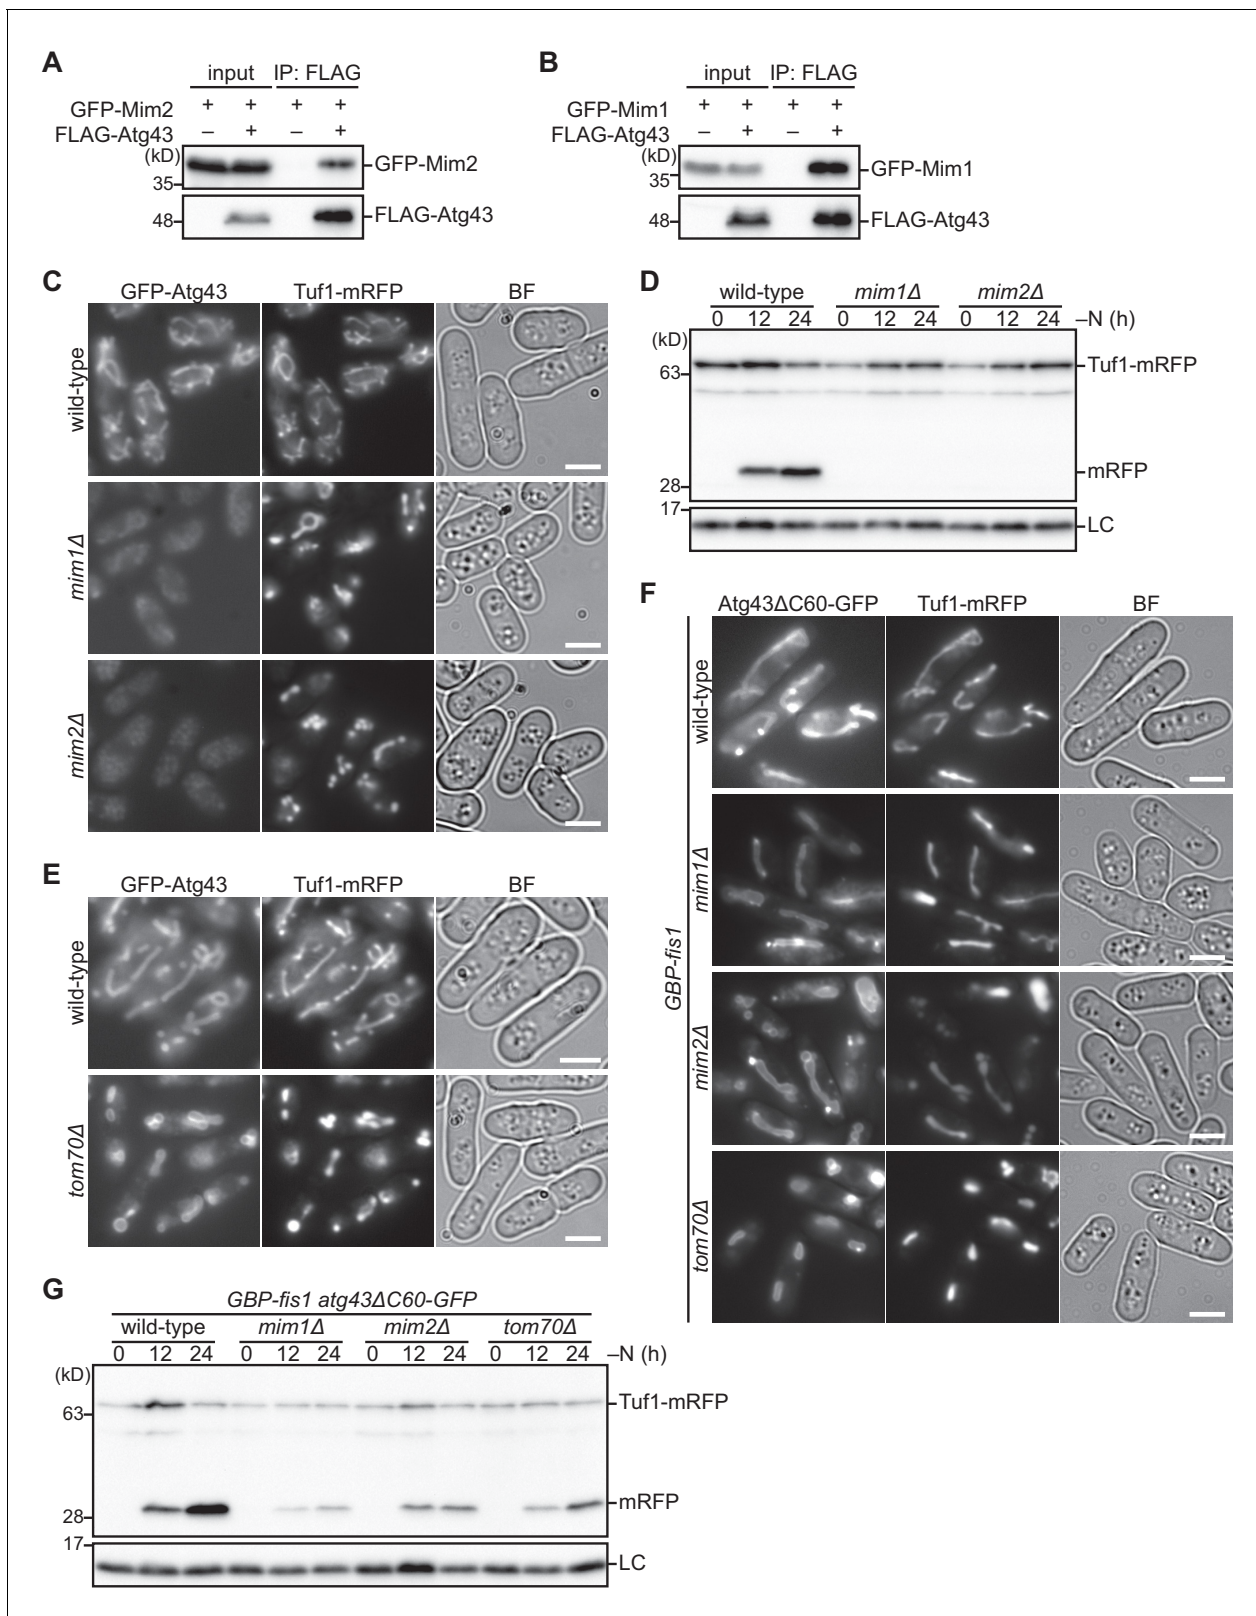 A
input IP: FLAG
GFP-Mim2 + + + +
FLAG-Atg43 – + – +
(kD)
GFP-Mim2
35
48
FLAG-Atg43
B
input IP: FLAG
GFP-Mim1 + + + +
FLAG-Atg43 – + – +
(kD)
GFP-Mim1
35
48
FLAG-Atg43
C
GFP-Atg43 Tuf1-mRFP BF
wild-type
mim1Δ
mim2Δ
D
wild-type mim1Δ mim2Δ
0 12 24 0 12 24 0 12 24 –N (h)
(kD)
63
Tuf1-mRFP
mRFP
28
17
LC
E
GFP-Atg43 Tuf1-mRFP BF
wild-type
tom70Δ
F
Atg43ΔC60-GFP Tuf1-mRFP BF
GBP-fis1
wild-type
mim1Δ
mim2Δ
tom70Δ
G
GBP-fis1 atg43ΔC60-GFP
wild-type mim1Δ mim2Δ tom70Δ
0 12 24 0 12 24 0 12 24 0 12 24 –N (h)
(kD)
Tuf1-mRFP
63
mRFP
28
17
LC